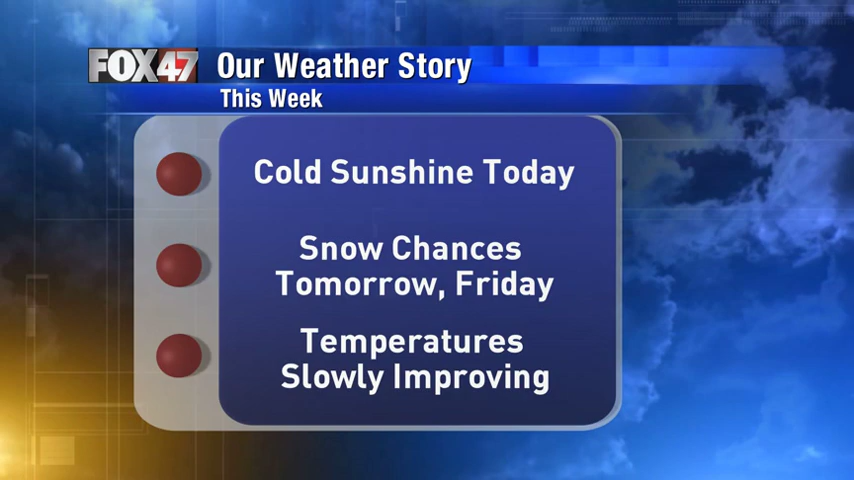 FOX47 Our Weather Story
This Week
Cold Sunshine Today
Snow Chances
Tomorrow, Friday
Temperatures
Slowly Improving